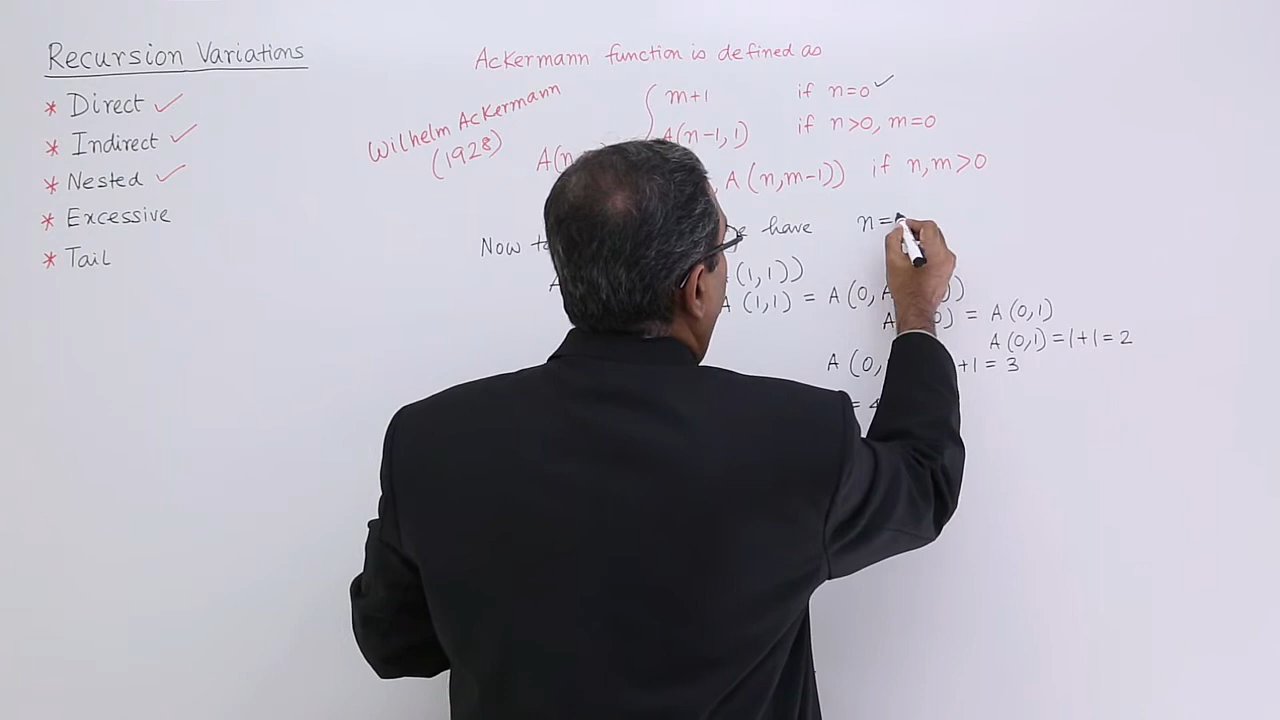 Recursion Variations
* Direct ✓
* Indirect ✓
* Nested ✓
* Excessive
* Tail
Ackermann function is defined as
Wilhelm Ackermann
(1928)
m+1 if n=0 ✓
A(n-1, 1) if n>0, m=0
A(n
, A(n,m-1)) if n,m>0
Now have n=
(1,1))
A(1,1) = A(0,
= A(0,1)
A(0,1) = 1+1 = 2
A(0, +1 = 3
= 4